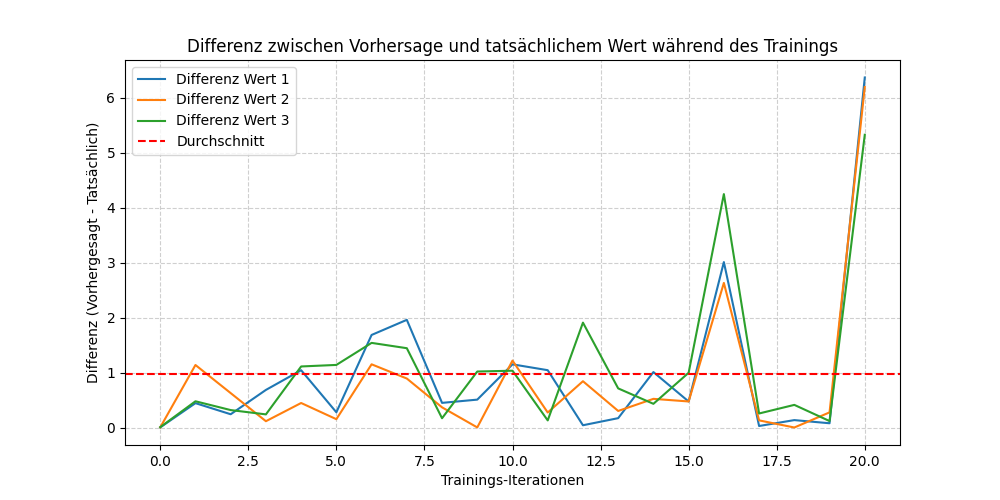 Differenz zwischen Vorhersage und tatsächlichem Wert während des Trainings
Differenz Wert 1
Differenz Wert 2
Differenz Wert 3
Durchschnitt
Differenz (Vorhergesagt - Tatsächlich)
6
5
4
3
2
1
0
0.0 2.5 5.0 7.5 10.0 12.5 15.0 17.5 20.0
Trainings-Iterationen